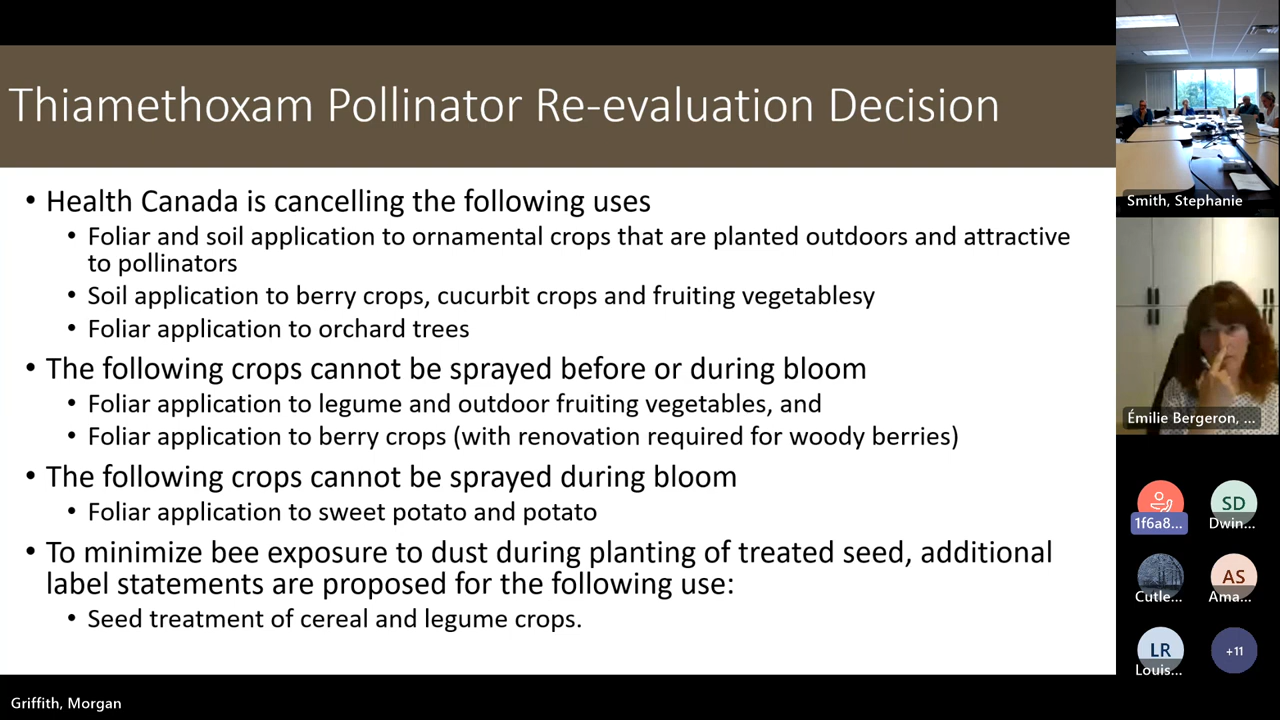 Thiamethoxam Pollinator Re-evaluation Decision
• Health Canada is cancelling the following uses
• Foliar and soil application to ornamental crops that are planted outdoors and attractive
to pollinators
• Soil application to berry crops, cucurbit crops and fruiting vegetablesy
• Foliar application to orchard trees
• The following crops cannot be sprayed before or during bloom
• Foliar application to legume and outdoor fruiting vegetables, and
• Foliar application to berry crops (with renovation required for woody berries)
• The following crops cannot be sprayed during bloom
• Foliar application to sweet potato and potato
• To minimize bee exposure to dust during planting of treated seed, additional
label statements are proposed for the following use:
• Seed treatment of cereal and legume crops.
Smith, Stephanie
Émilie Bergeron, ...
1f6a8...
SD
Dwin...
Cutle...
AS
Ama...
LR
Louis...
+11
Griffith, Morgan